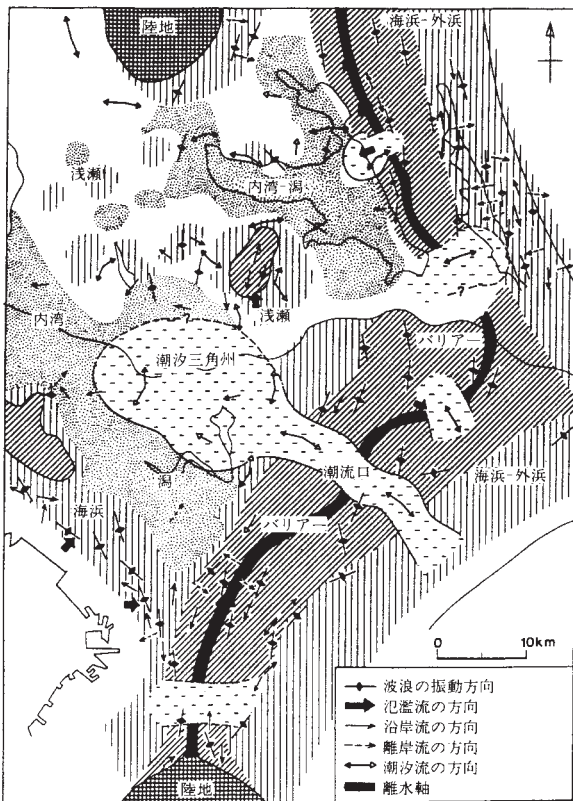 陸地
海浜-外浜
浅瀬
内湾-潟
浅瀬
内湾
バリアー
潮汐三角州
?
潟
潮流口
海浜-外浜
海浜
バリアー
0 10km
波浪の振動方向
氾濫流の方向
沿岸流の方向
離岸流の方向
潮汐流の方向
離水軸
陸地